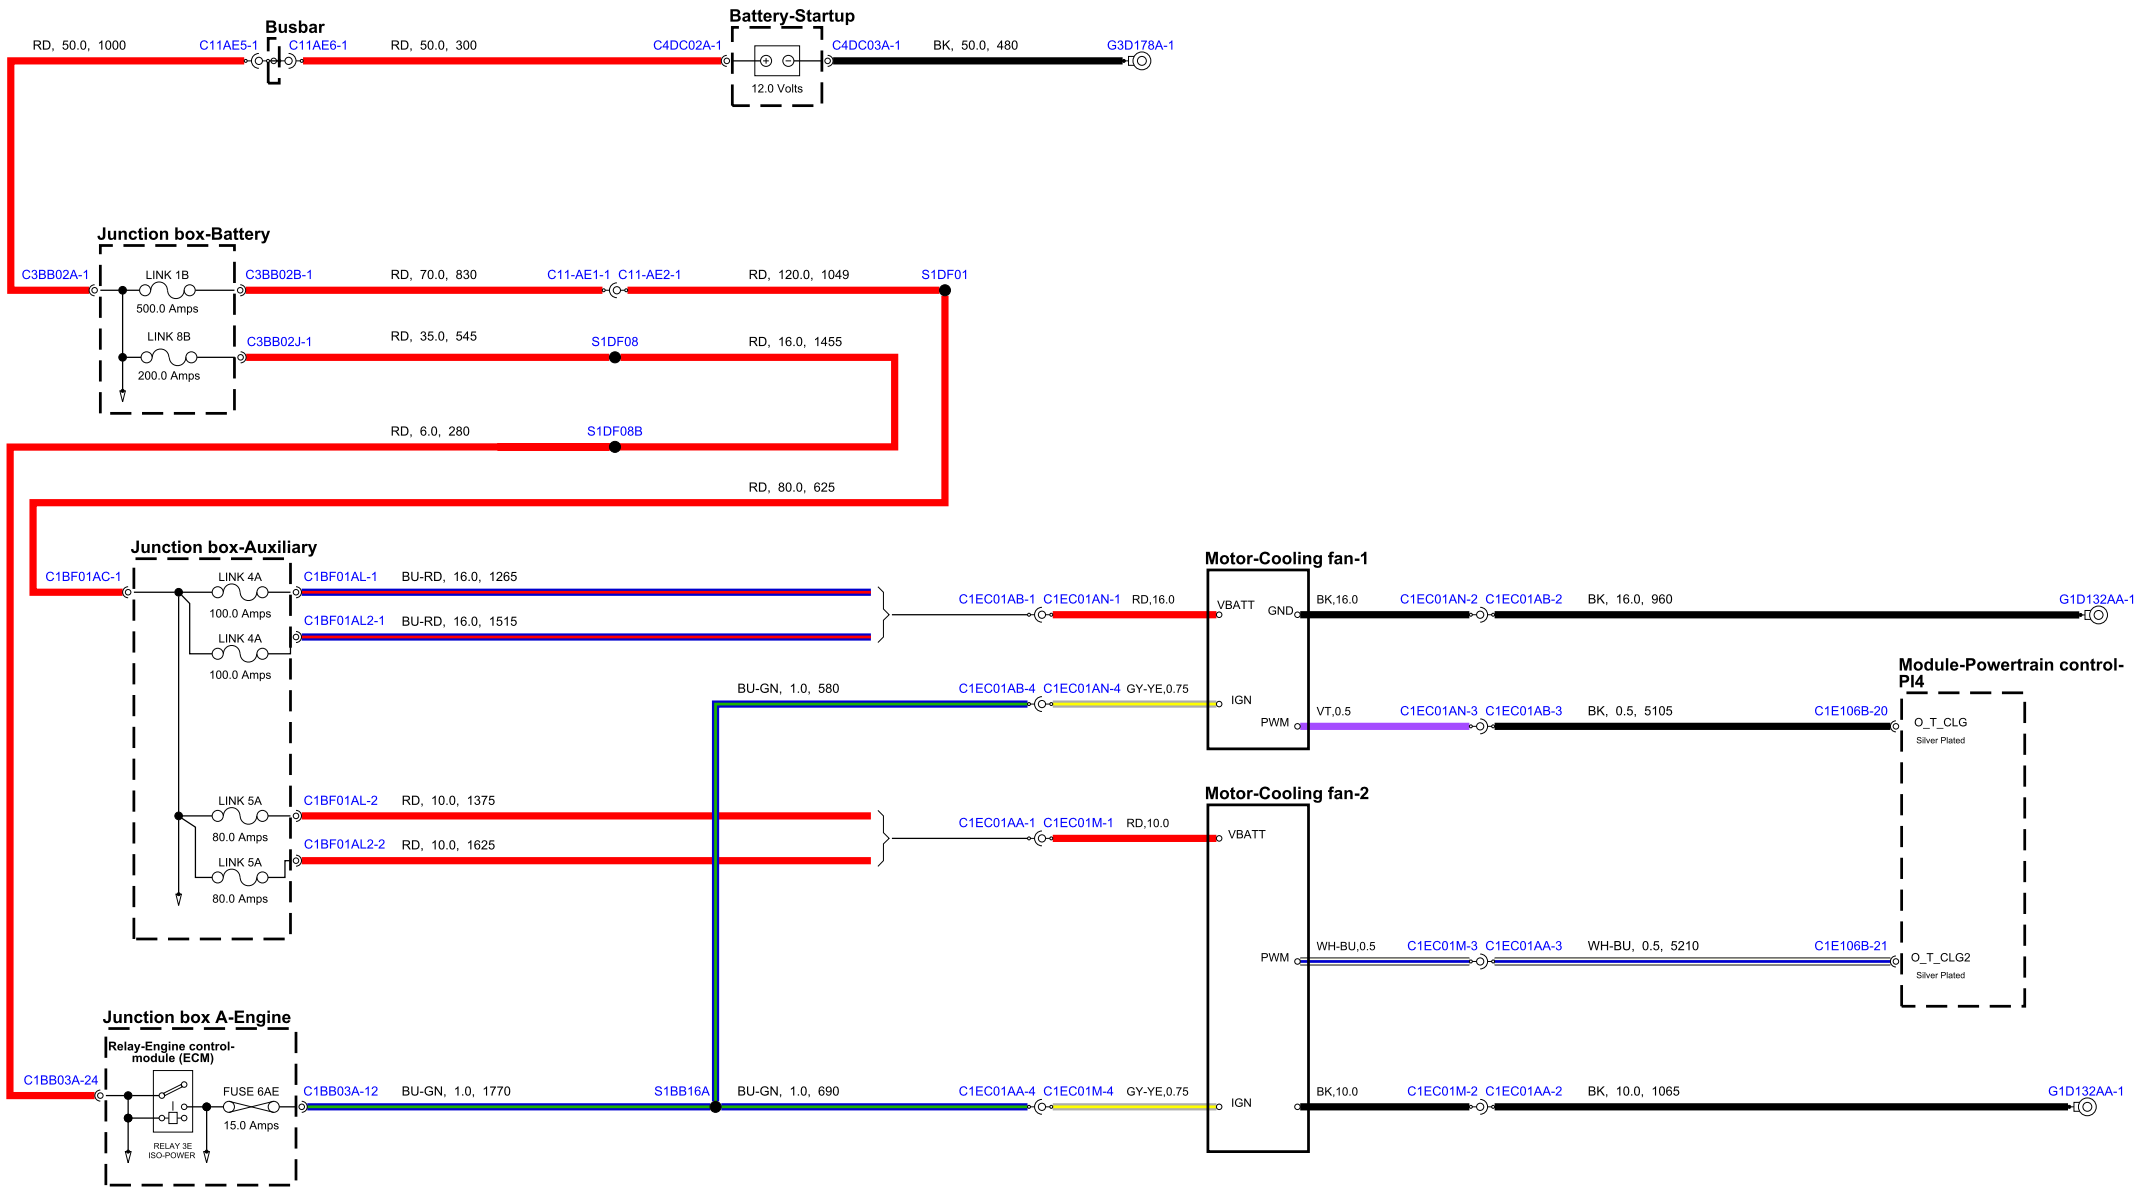 Busbar
Battery-Startup
RD, 50.0, 1000
C11AE5-1
C11AE6-1
RD, 50.0, 300
C4DC02A-1
C4DC03A-1
BK, 50.0, 480
G3D178A-1
12.0 Volts
Junction box-Battery
C3BB02A-1
LINK 1B
C3BB02B-1
RD, 70.0, 830
C11-AE1-1
C11-AE2-1
RD, 120.0, 1049
S1DF01
500.0 Amps
LINK 8B
C3BB02J-1
RD, 35.0, 545
S1DF08
RD, 16.0, 1455
200.0 Amps
RD, 6.0, 280
S1DF08B
RD, 80.0, 625
Junction box-Auxiliary
C1BF01AC-1
LINK 4A
C1BF01AL-1
BU-RD, 16.0, 1265
100.0 Amps
C1BF01AL2-1
BU-RD, 16.0, 1515
LINK 4A
100.0 Amps
Motor-Cooling fan-1
C1EC01AB-1
C1EC01AN-1
RD,16.0
VBATT
GND
BK,16.0
C1EC01AN-2
C1EC01AB-2
BK, 16.0, 960
G1D132AA-1
BU-GN, 1.0, 580
C1EC01AB-4
C1EC01AN-4
GY-YE,0.75
IGN
PWM
VT,0.5
C1EC01AN-3
C1EC01AB-3
BK, 0.5, 5105
C1E106B-20
Module-Powertrain control-
PI4
O_T_CLG
Silver Plated
LINK 5A
C1BF01AL-2
RD, 10.0, 1375
80.0 Amps
C1BF01AL2-2
RD, 10.0, 1625
LINK 5A
80.0 Amps
Motor-Cooling fan-2
C1EC01AA-1
C1EC01M-1
RD,10.0
VBATT
PWM
WH-BU,0.5
C1EC01M-3
C1EC01AA-3
WH-BU, 0.5, 5210
C1E106B-21
O_T_CLG2
Silver Plated
Junction box A-Engine
Relay-Engine control-
module (ECM)
C1BB03A-24
FUSE 6AE
C1BB03A-12
BU-GN, 1.0, 1770
S1BB16A
BU-GN, 1.0, 690
C1EC01AA-4
C1EC01M-4
GY-YE,0.75
IGN
BK,10.0
C1EC01M-2
C1EC01AA-2
BK, 10.0, 1065
G1D132AA-1
15.0 Amps
RELAY 3E
ISO-POWER